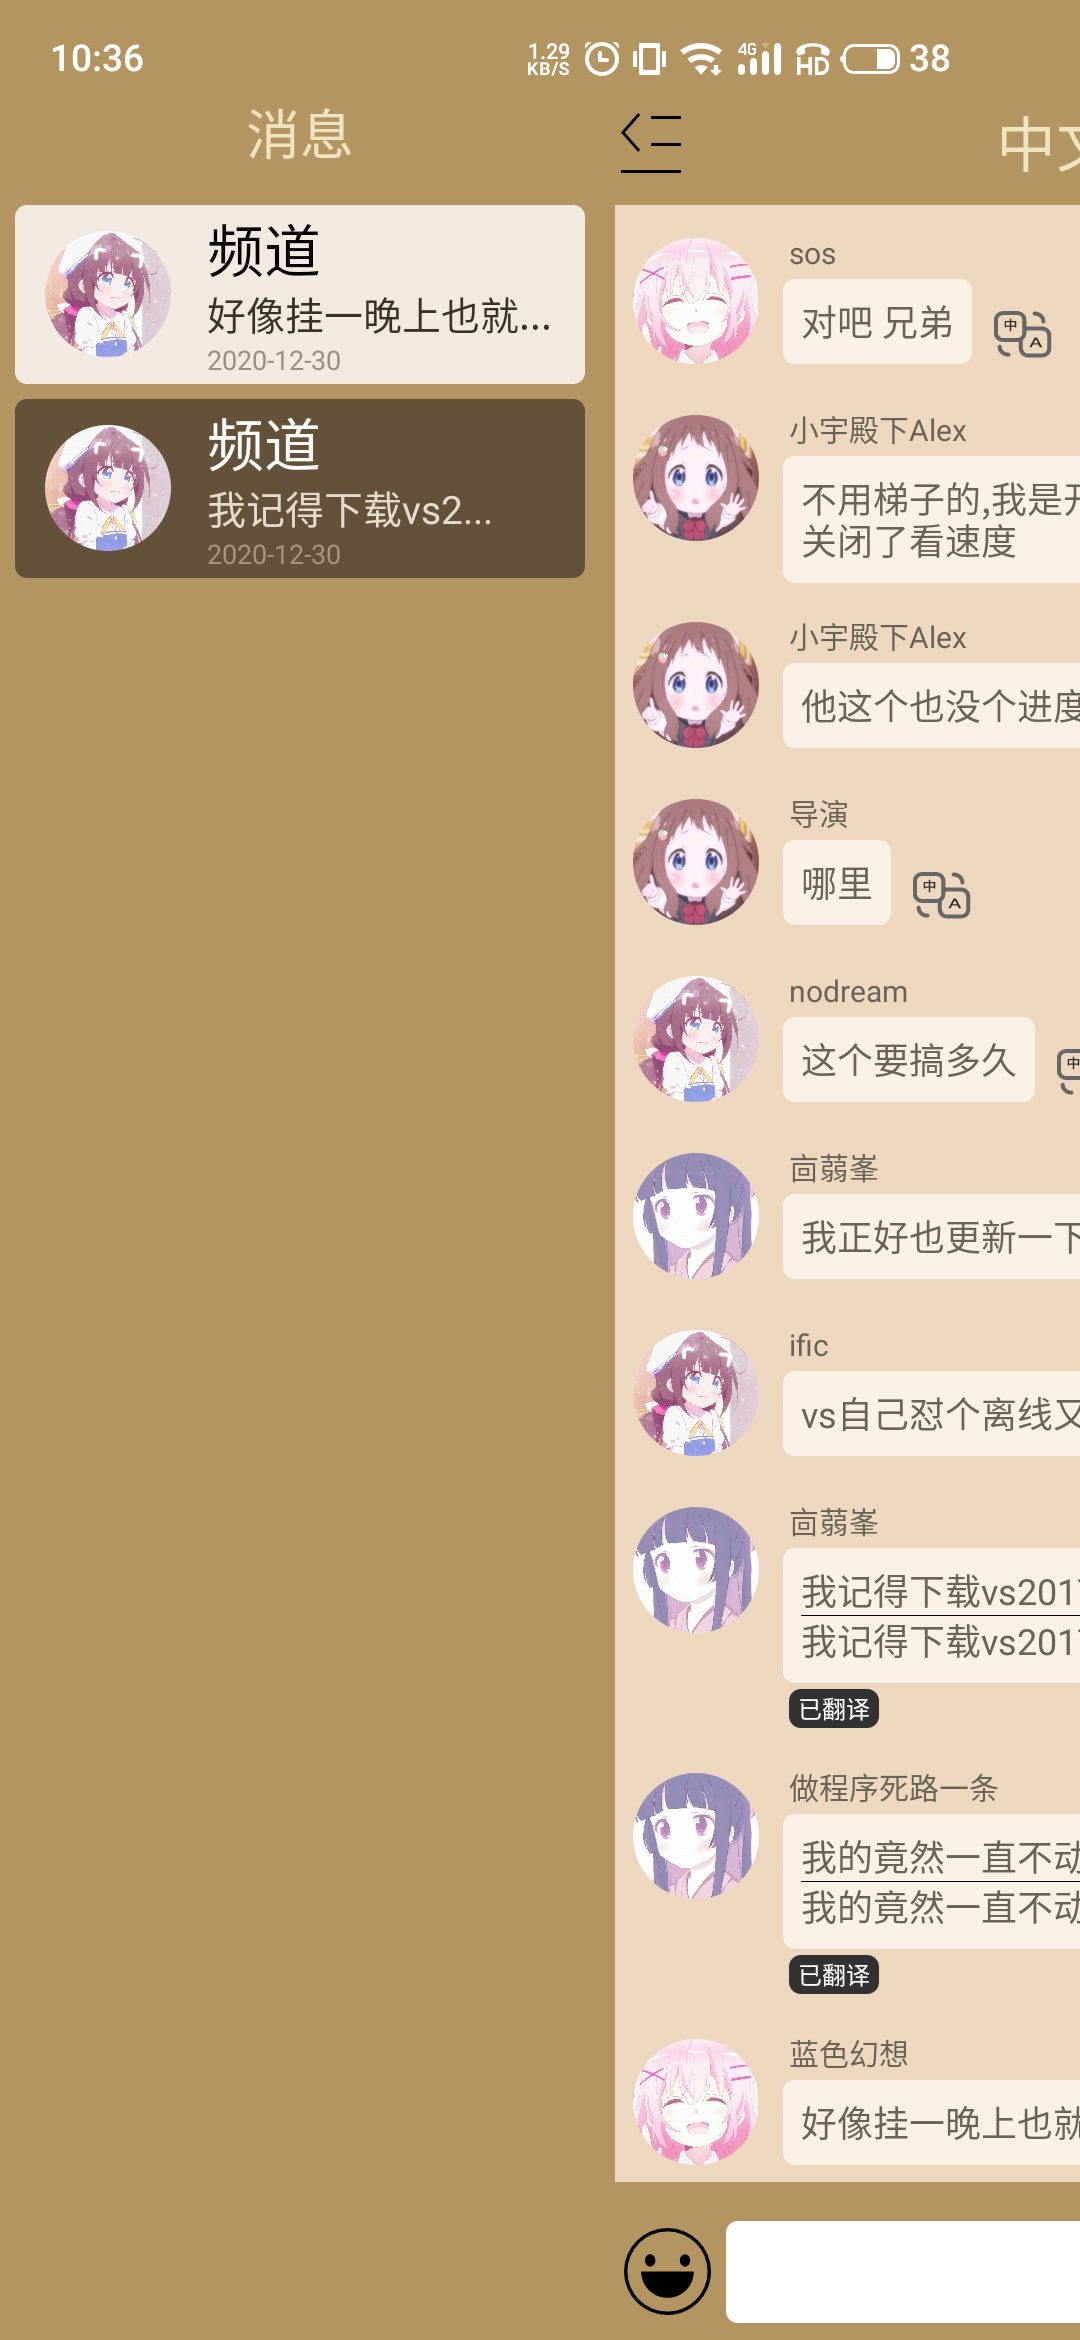 10:36
1.29
KB/S
4G
HD
38
消息
中文
频道
好像挂一晚上也就...
2020-12-30
频道
我记得下载vs2...
2020-12-30
sos
对吧 兄弟
中
A
小宇殿下Alex
不用梯子的,我是开
关闭了看速度
小宇殿下Alex
他这个也没个进度
导演
哪里
中
A
nodream
这个要搞多久
中
亩蒻峯
我正好也更新一下
ific
vs自己怼个离线又
亩蒻峯
我记得下载vs2017
我记得下载vs2017
已翻译
做程序死路一条
我的竟然一直不动
我的竟然一直不动
已翻译
蓝色幻想
好像挂一晚上也就